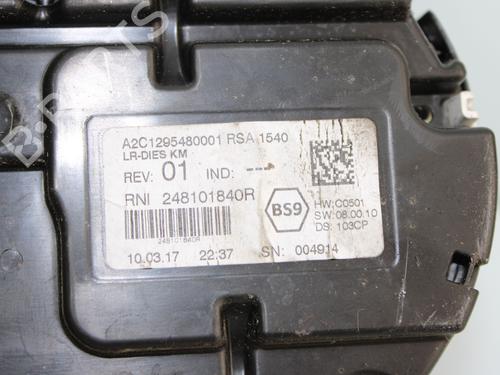 A2C1295480001 RSA 1540
LR-DIES KM
REV: 01 IND: ---
RNI 248101840R
248101840R
BS9
HW:C0501
SW:08.00.10
DS: 103CP
10.03.17 22:37 SN: 004914
B-PARTS